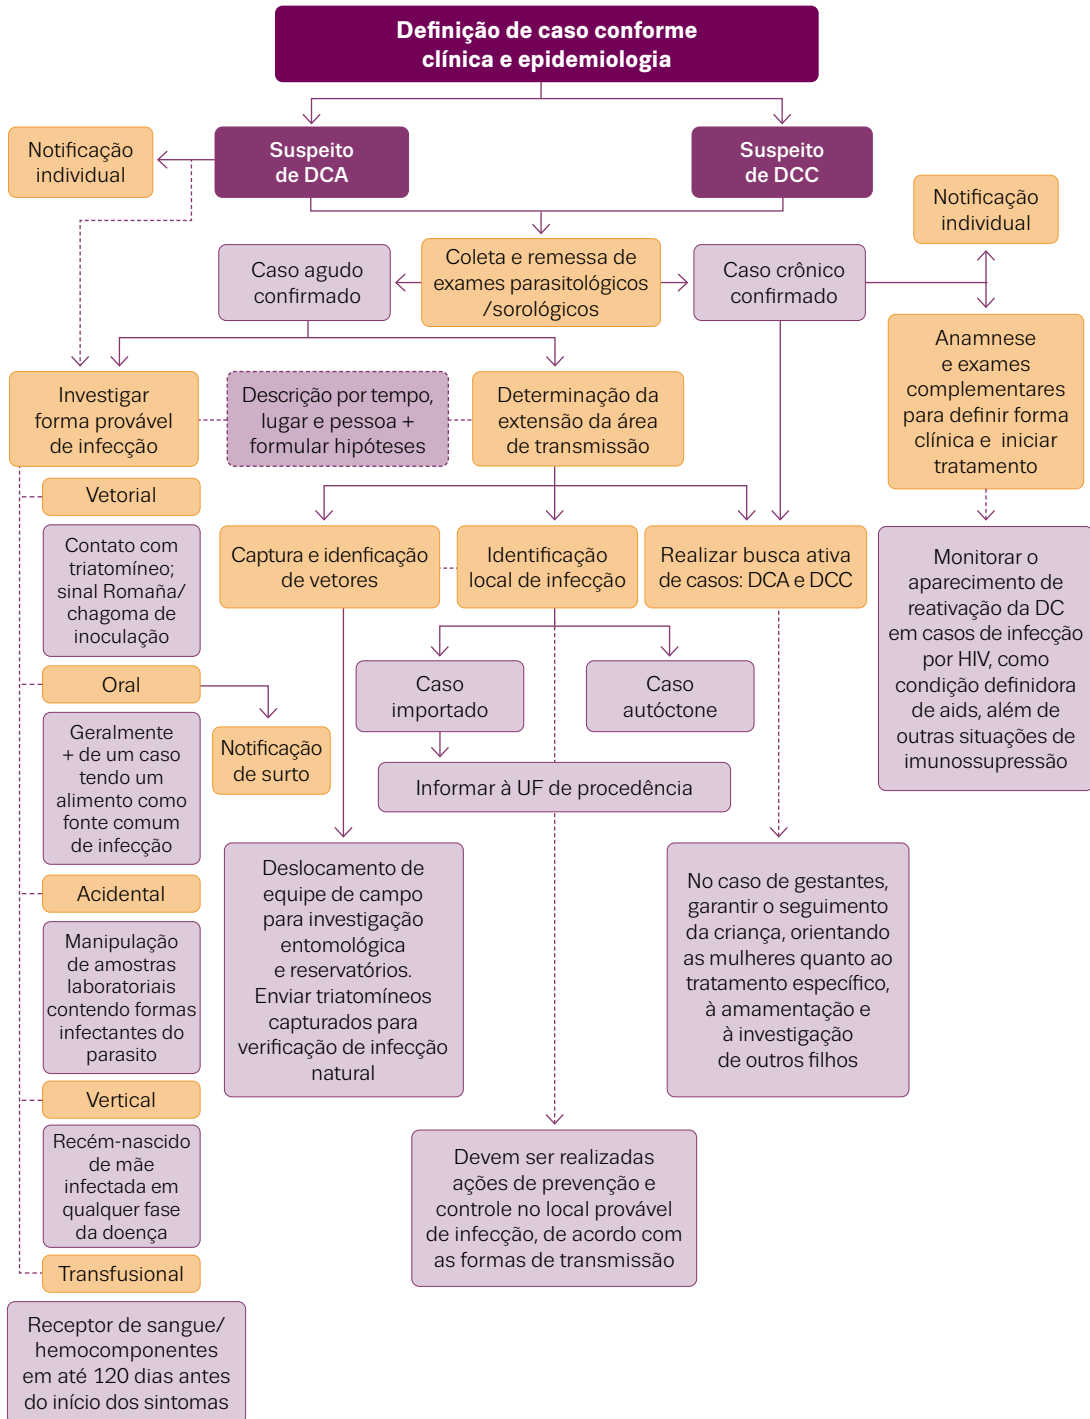 Definição de caso conforme
clínica e epidemiologia
Notificação
individual
Suspeito
de DCA
Suspeito
de DCC
Notificação
individual
Caso agudo
confirmado
Coleta e remessa de
exames parasitológicos
/sorológicos
Caso crônico
confirmado
Anamnese
e exames
complementares
para definir forma
clínica e iniciar
tratamento
Investigar
forma provável
de infecção
Descrição por tempo,
lugar e pessoa +
formular hipóteses
Determinação da
extensão da área
de transmissão
Vetorial
Contato com
triatomíneo;
sinal Romaña/
chagoma de
inoculação
Captura e idenficação
de vetores
Identificação
local de infecção
Realizar busca ativa
de casos: DCA e DCC
Monitorar o
aparecimento de
reativação da DC
em casos de infecção
por HIV, como
condição definidora
de aids, além de
outras situações de
imunossupressão
Oral
Caso
importado
Caso
autóctone
Geralmente
+ de um caso
tendo um
alimento como
fonte comum
de infecção
Notificação
de surto
Informar à UF de procedência
Acidental
Manipulação
de amostras
laboratoriais
contendo formas
infectantes do
parasito
Deslocamento de
equipe de campo
para investigação
entomológica
e reservatórios.
Enviar triatomíneos
capturados para
verificação de infecção
natural
No caso de gestantes,
garantir o seguimento
da criança, orientando
as mulheres quanto ao
tratamento específico,
à amamentação e
à investigação
de outros filhos
Vertical
Recém-nascido
de mãe
infectada em
qualquer fase
da doença
Devem ser realizadas
ações de prevenção e
controle no local provável
de infecção, de acordo com
as formas de transmissão
Transfusional
Receptor de sangue/
hemocomponentes
em até 120 dias antes
do início dos sintomas